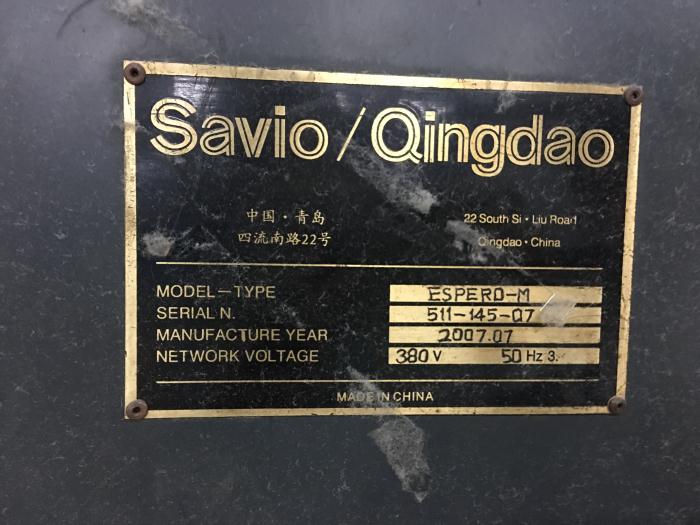 Savio / Qingdao
中国·青岛
四流南路22号
22 South Si · Liu Road
Qingdao · China
MODEL—TYPE ESPERO-M
SERIAL N. 511-145-07
MANUFACTURE YEAR 2007.07
NETWORK VOLTAGE 380 V 50 Hz 3.
MADE IN CHINA